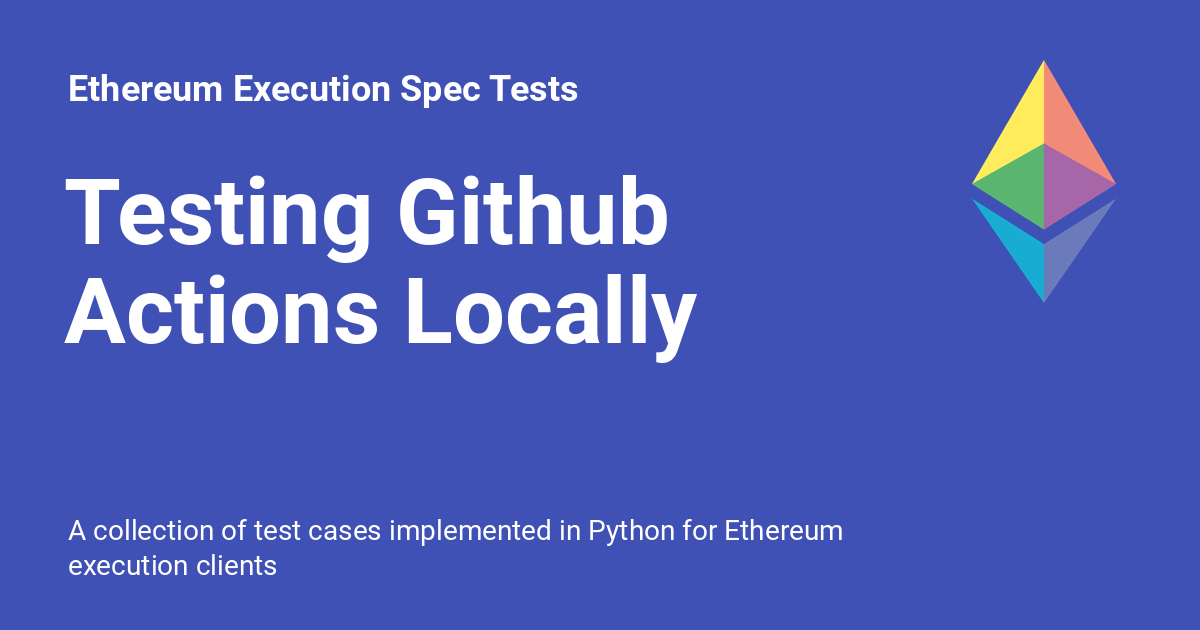 Ethereum Execution Spec Tests
Testing Github
Actions Locally
A collection of test cases implemented in Python for Ethereum
execution clients